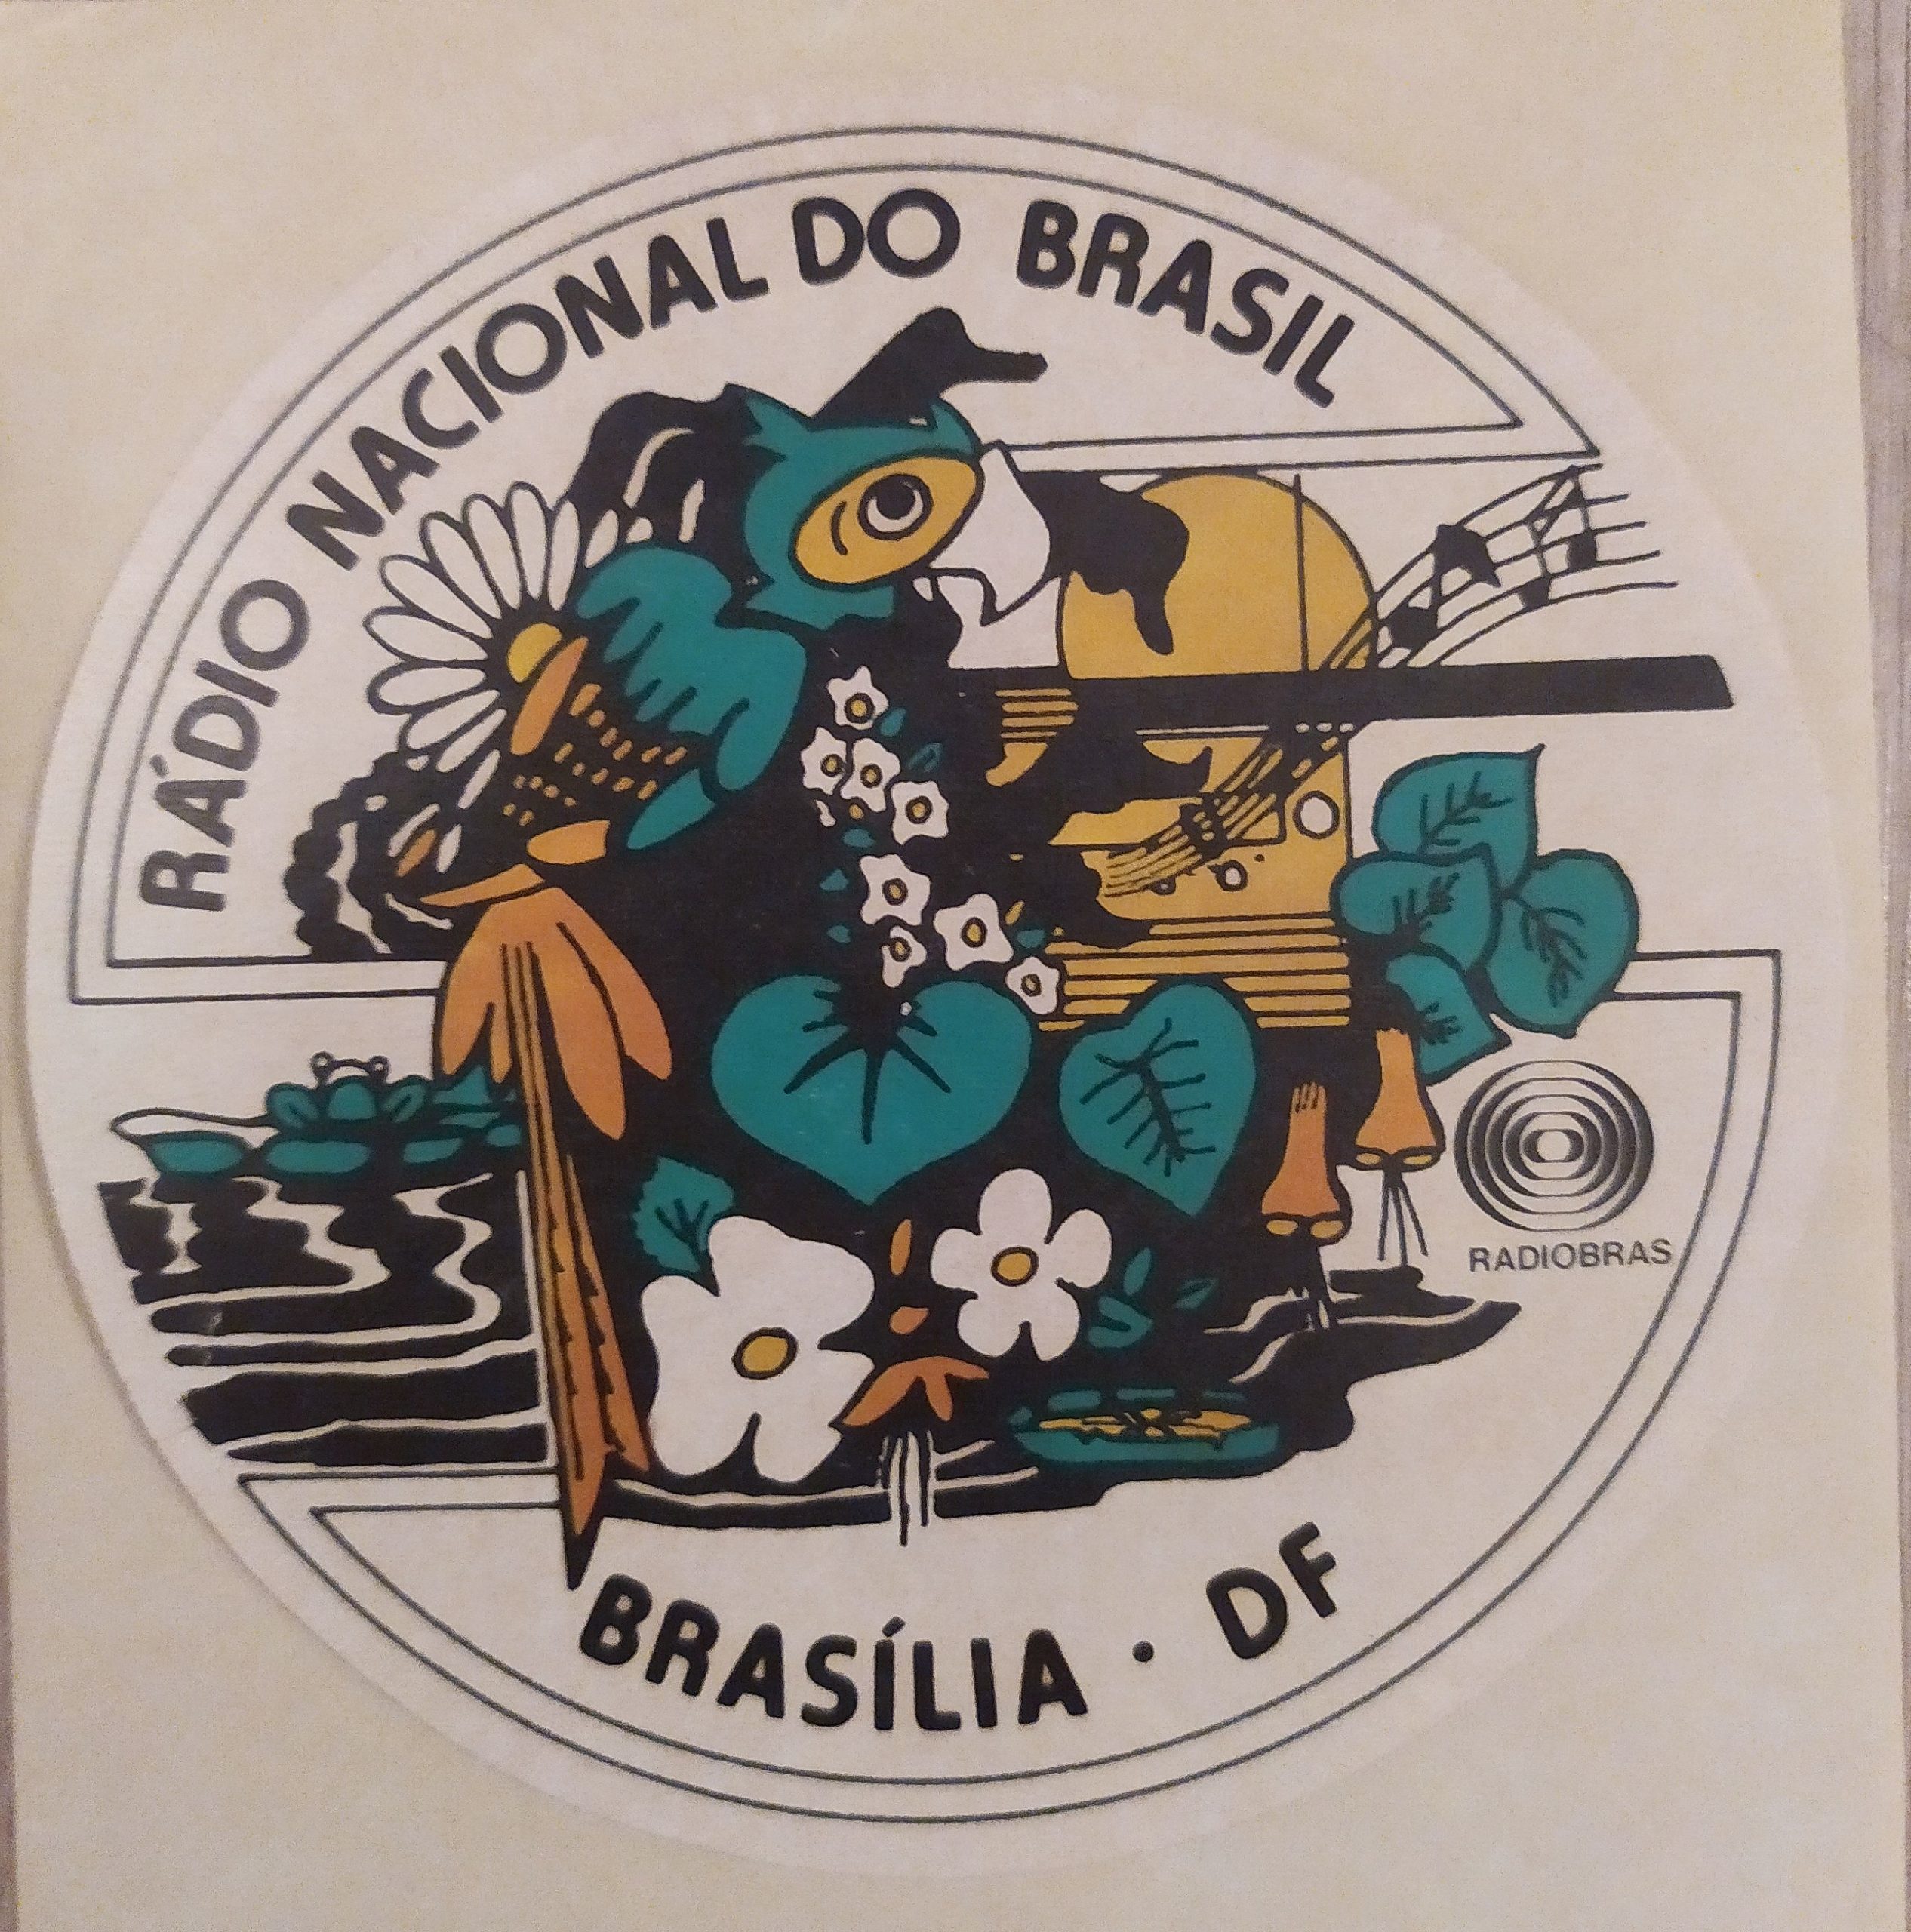 RÁDIO NACIONAL DO BRASIL
RADIOBRAS
BRASÍLIA · DF